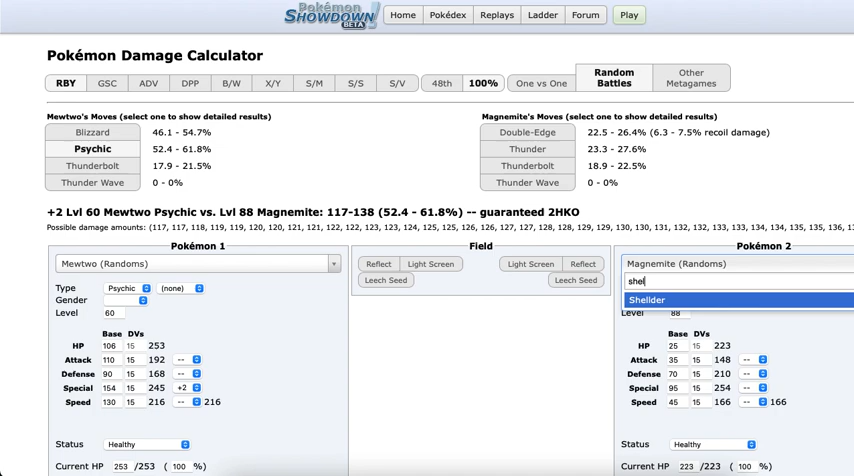 Pokémon
Showdown!
BETA
Home Pokédex Replays Ladder Forum Play
Pokémon Damage Calculator
RBY GSC ADV DPP B/W X/Y S/M S/S S/V 48th 100% One vs One Random Battles Other Metagames
Mewtwo's Moves (select one to show detailed results)
Blizzard 46.1 - 54.7%
Psychic 52.4 - 61.8%
Thunderbolt 17.9 - 21.5%
Thunder Wave 0 - 0%
Magnemite's Moves (select one to show detailed results)
Double-Edge 22.5 - 26.4% (6.3 - 7.5% recoil damage)
Thunder 23.3 - 27.6%
Thunderbolt 18.9 - 22.5%
Thunder Wave 0 - 0%
+2 Lvl 60 Mewtwo Psychic vs. Lvl 88 Magnemite: 117-138 (52.4 - 61.8%) -- guaranteed 2HKO
Possible damage amounts: (117, 117, 118, 119, 119, 120, 120, 121, 121, 122, 122, 123, 123, 124, 125, 125, 126, 126, 127, 127, 128, 128, 129, 130, 130, 131, 132, 132, 133, 133, 134, 134, 135, 135, 136, 13
Pokémon 1
Mewtwo (Randoms)
Type Psychic (none)
Gender
Level 60
Base DVs
HP 106 15 253
Attack 110 15 192 --
Defense 90 15 168 --
Special 154 15 245 +2
Speed 130 15 216 -- 216
Status Healthy
Current HP 253 /253 ( 100 %)
Field
Reflect Light Screen Light Screen Reflect
Leech Seed Leech Seed
Pokémon 2
Magnemite (Randoms)
shel
Shellder
Level 88
Base DVs
HP 25 15 223
Attack 35 15 148 --
Defense 70 15 210 --
Special 95 15 254 --
Speed 45 15 166 -- 166
Status Healthy
Current HP 223 /223 ( 100 %)